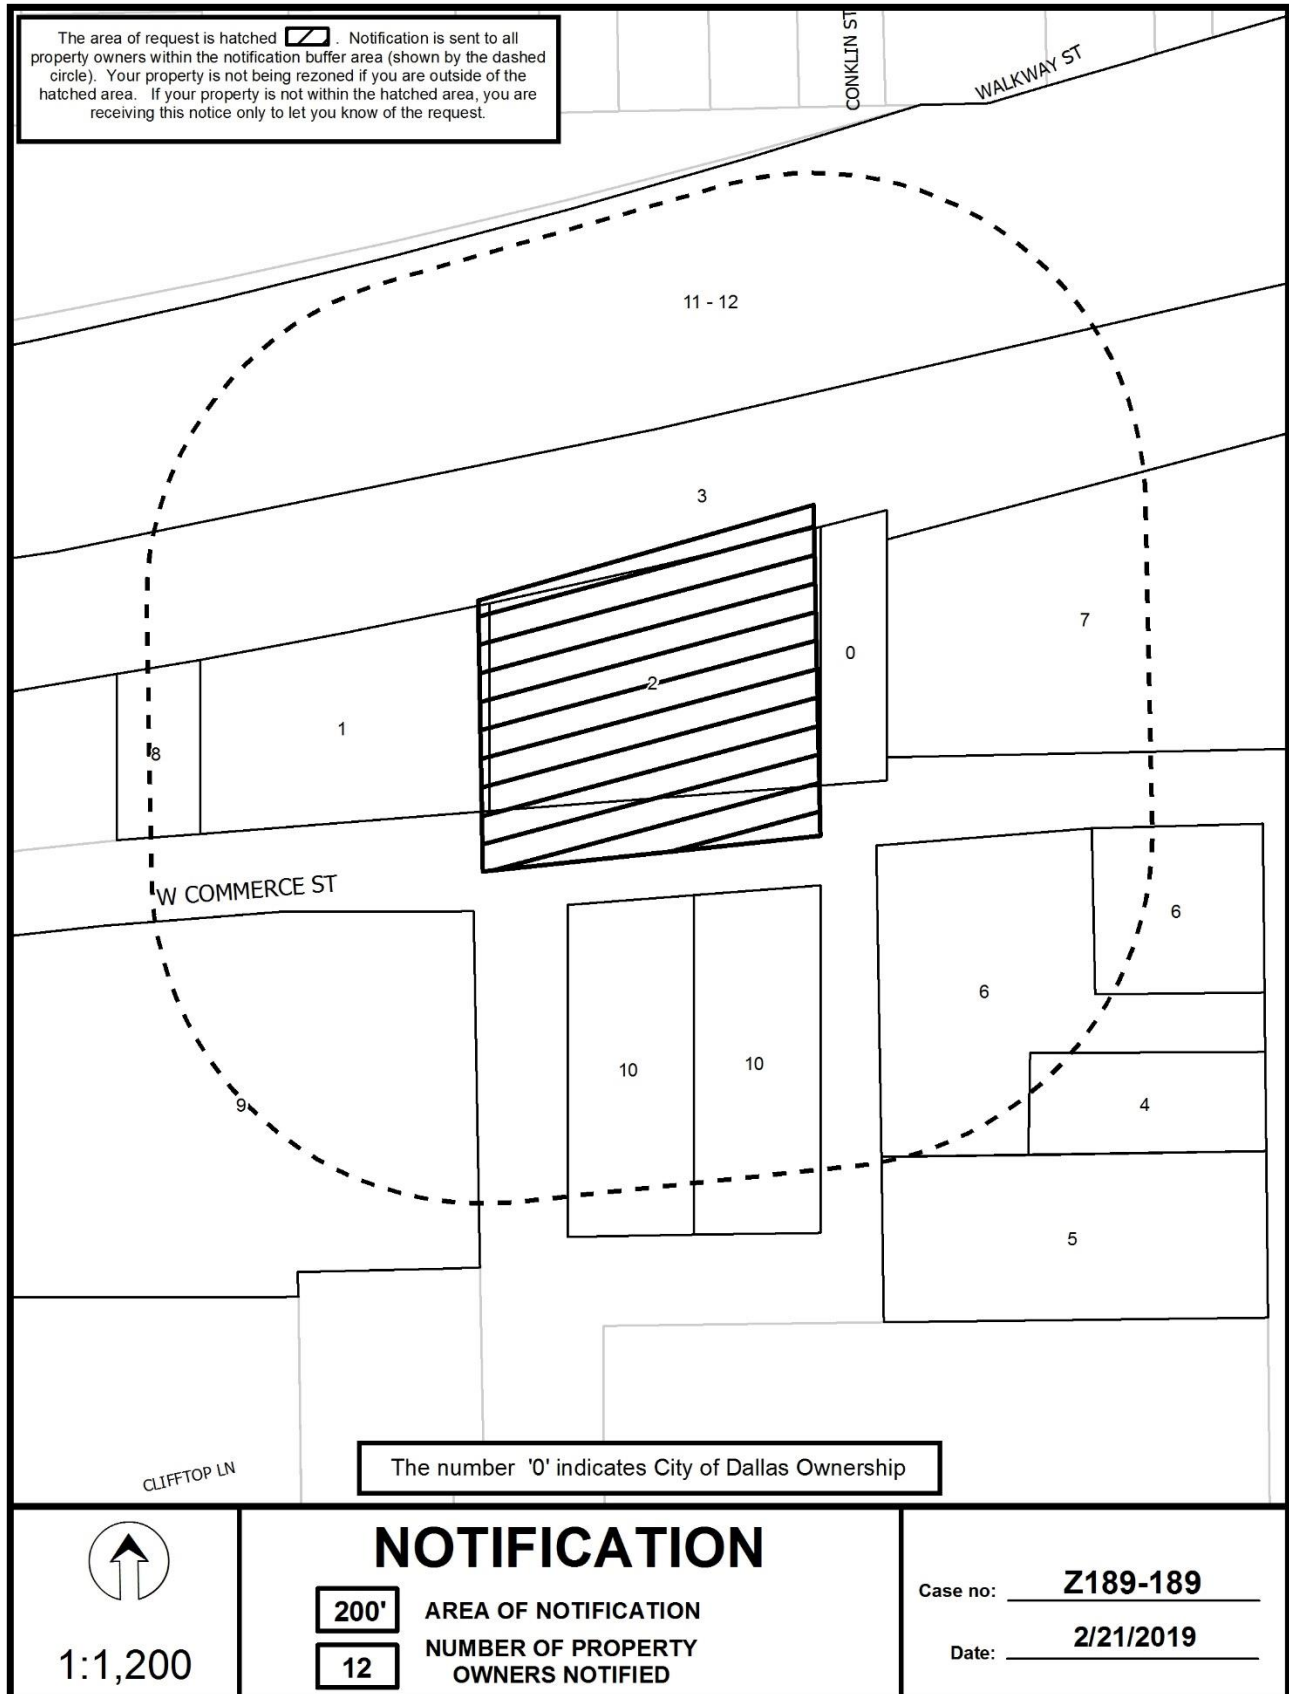 The area of request is hatched . Notification is sent to all
property owners within the notification buffer area (shown by the dashed
circle). Your property is not being rezoned if you are outside of the
hatched area. If your property is not within the hatched area, you are
receiving this notice only to let you know of the request.
CONKLIN ST
WALKWAY ST
11 - 12
3
7
0
2
1
8
W COMMERCE ST
6
6
10
10
4
9
5
CLIFFTOP LN
The number '0' indicates City of Dallas Ownership
1:1,200
NOTIFICATION
200' AREA OF NOTIFICATION
12 NUMBER OF PROPERTY
OWNERS NOTIFIED
Case no: Z189-189
Date: 2/21/2019